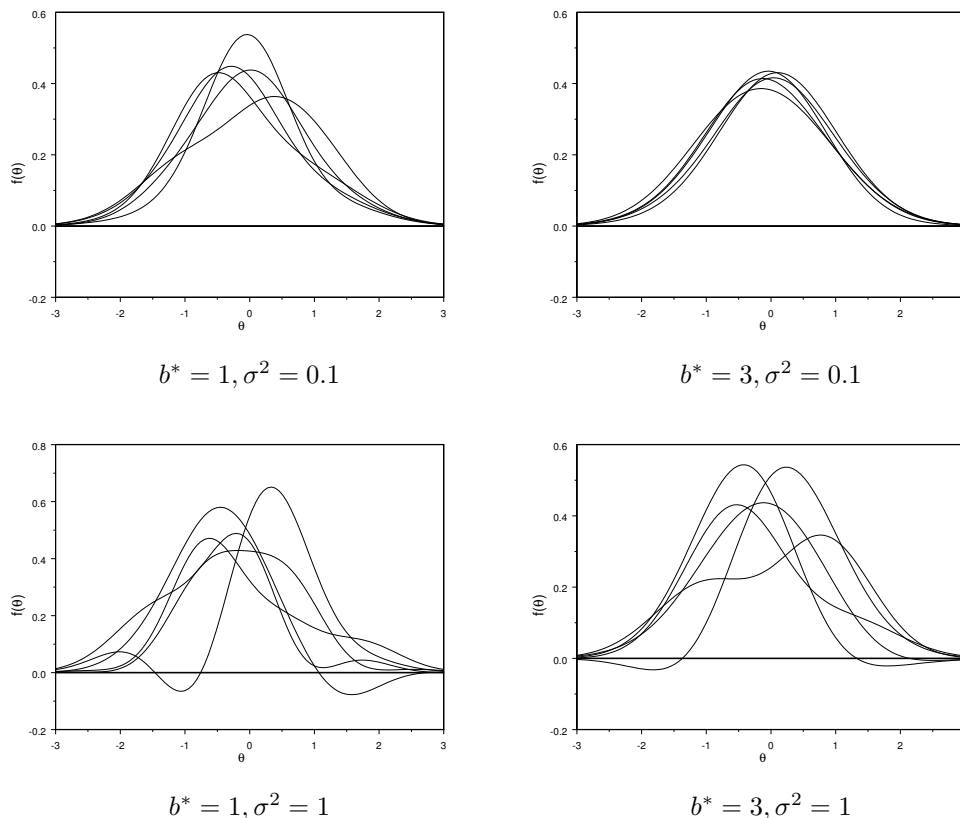 0.6
0.4
0.2
0.0
-0.2
f(θ)
-3 -2 -1 0 1 2 3
θ
b* = 1, σ² = 0.1
0.6
0.4
0.2
0.0
-0.2
f(θ)
-3 -2 -1 0 1 2
θ
b* = 3, σ² = 0.1
0.8
0.6
0.4
0.2
0.0
-0.2
f(θ)
-3 -2 -1 0 1 2 3
θ
b* = 1, σ² = 1
0.6
0.4
0.2
0.0
-0.2
f(θ)
-3 -2 -1 0 1 2
θ
b* = 3, σ² = 1